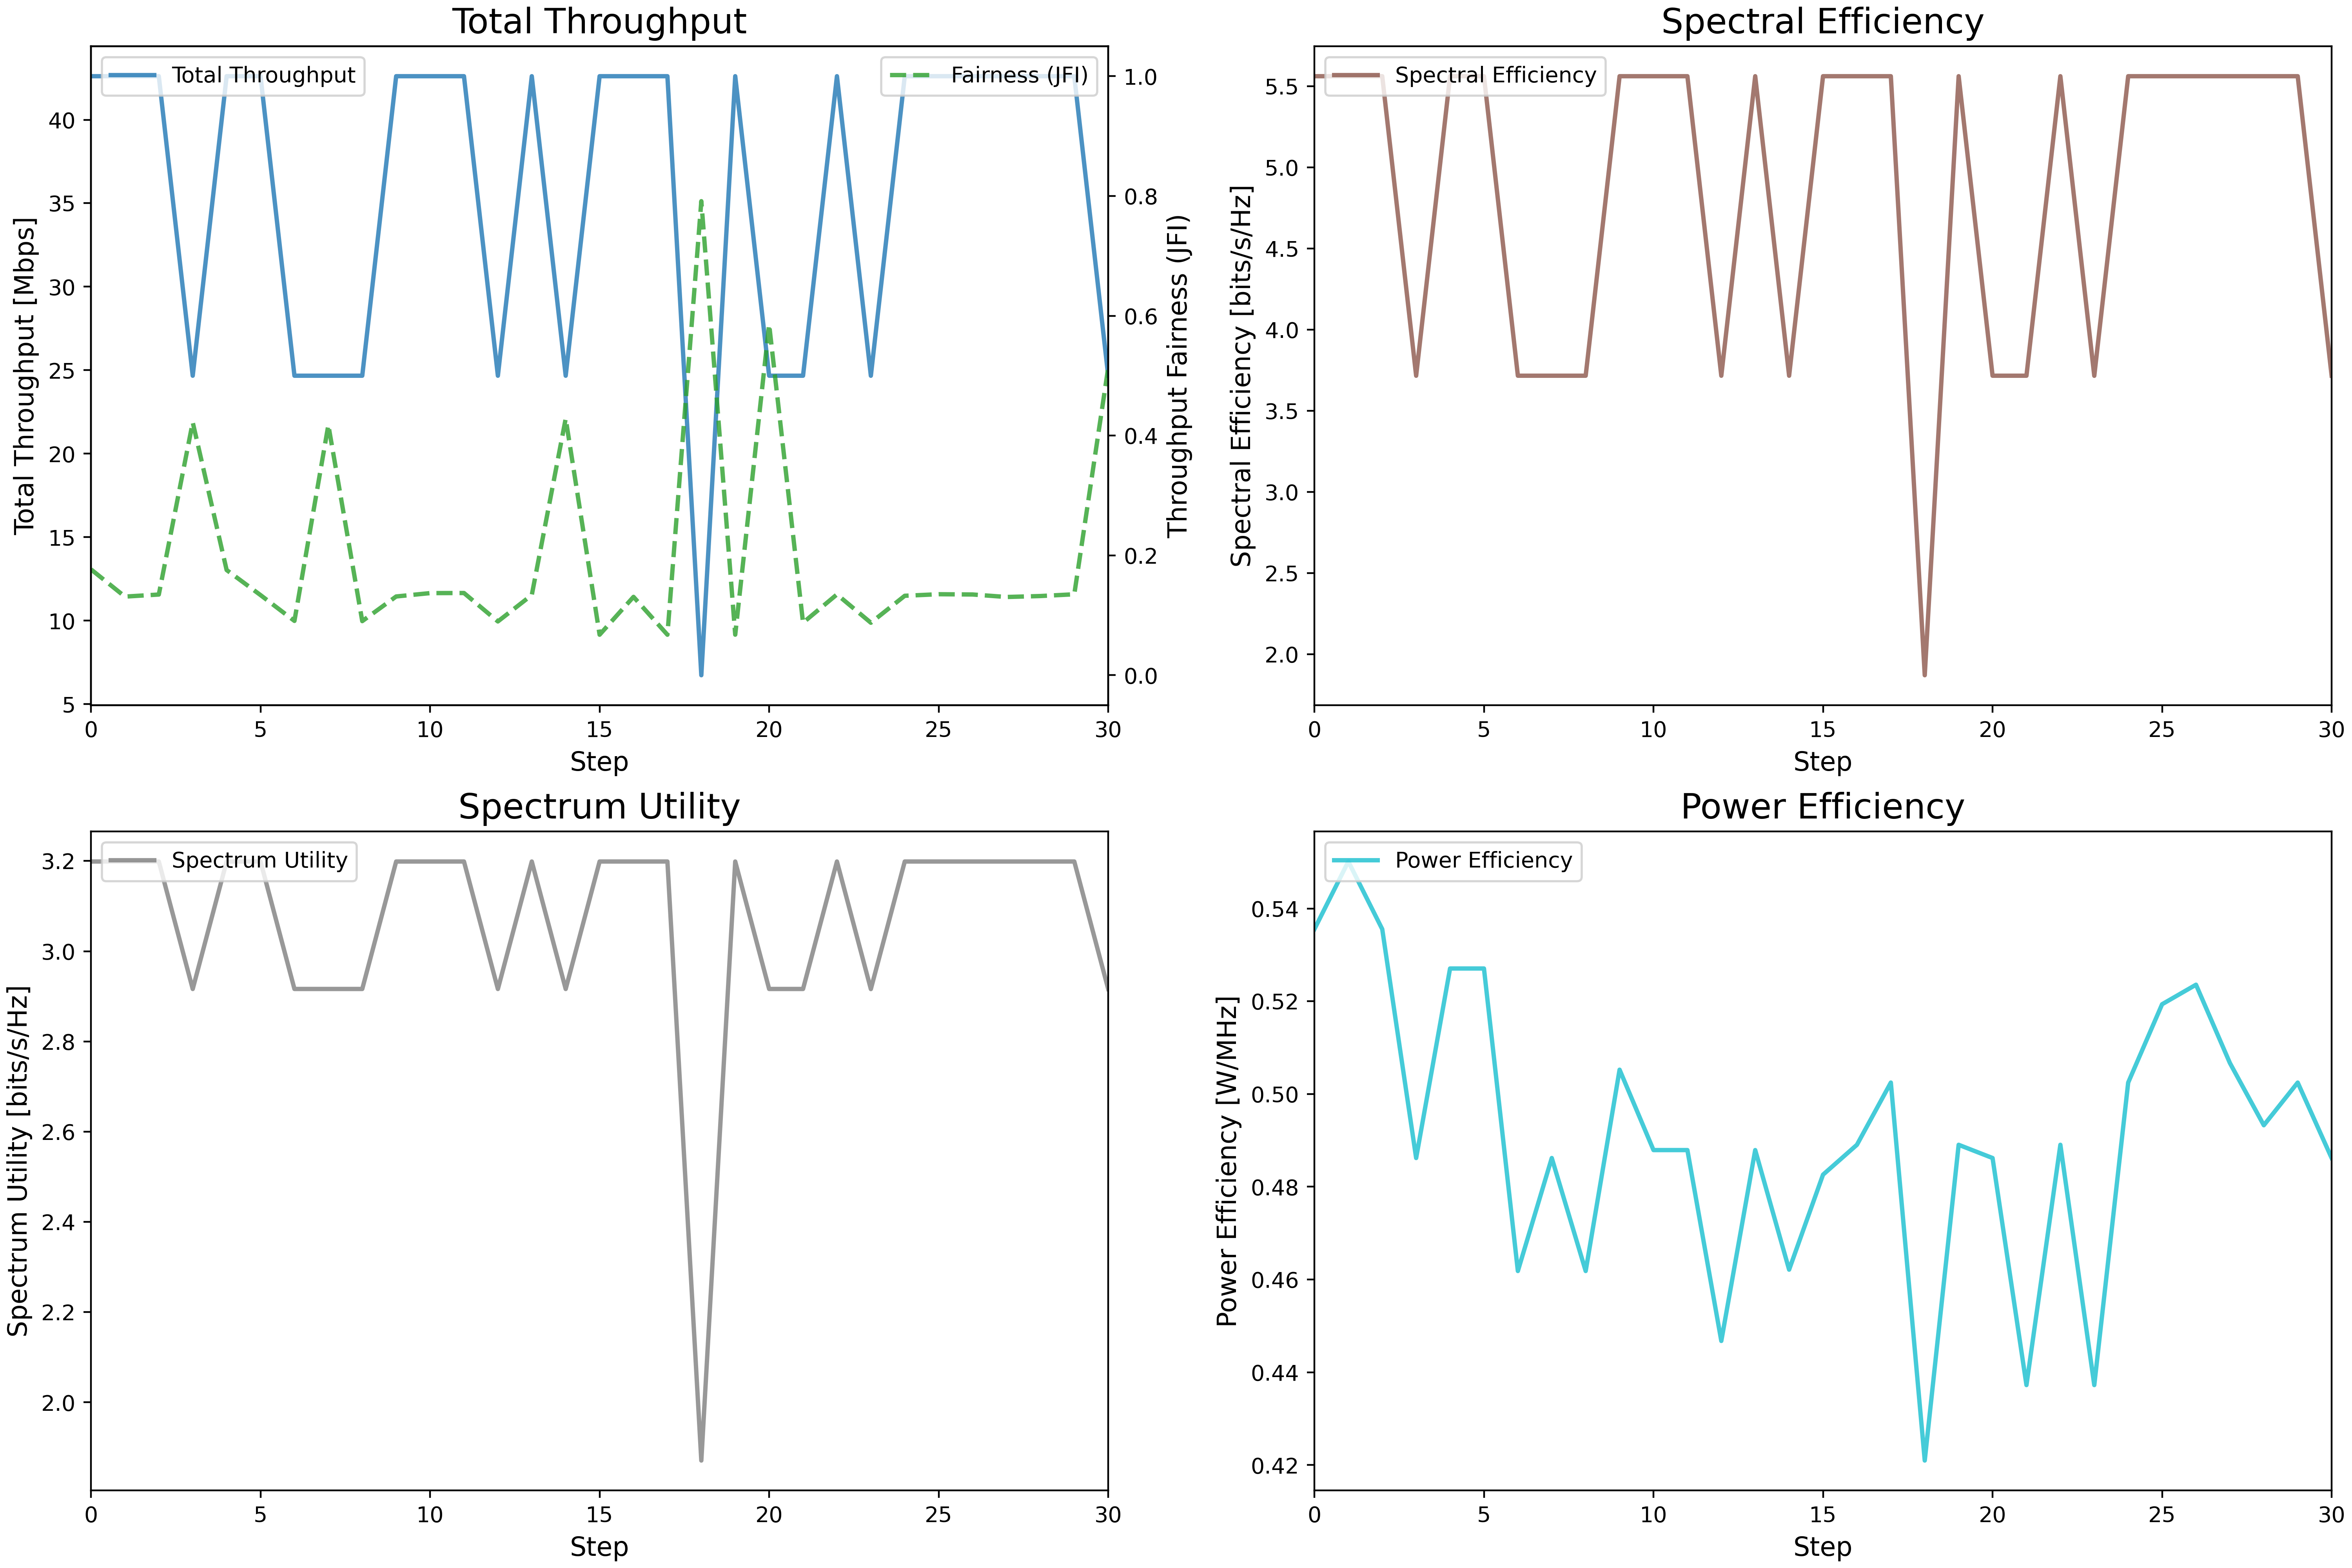 Total Throughput
Total Throughput
Fairness (JFI)
Total Throughput [Mbps]
40
35
30
25
20
15
10
5
1.0
0.8
0.6
0.4
0.2
0.0
Throughput Fairness (JFI)
0 5 10 15 20 25 30
Step
Spectral Efficiency
Spectral Efficiency
Spectral Efficiency [bits/s/Hz]
5.5
5.0
4.5
4.0
3.5
3.0
2.5
2.0
0 5 10 15 20 25 30
Step
Spectrum Utility
Spectrum Utility
Spectrum Utility [bits/s/Hz]
3.2
3.0
2.8
2.6
2.4
2.2
2.0
0 5 10 15 20 25 30
Step
Power Efficiency
Power Efficiency
Power Efficiency [W/MHz]
0.54
0.52
0.50
0.48
0.46
0.44
0.42
0 5 10 15 20 25 30
Step